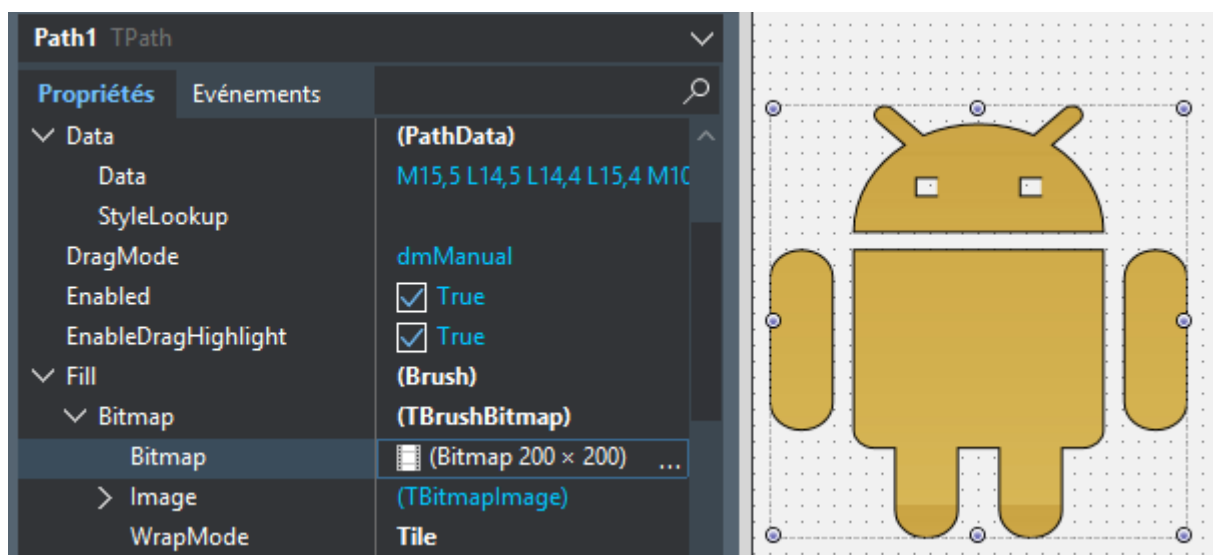 Path1 TPath
Propriétés Evénements
Data (PathData)
Data M15,5 L14,5 L14,4 L15,4 M10
StyleLookup
DragMode dmManual
Enabled True
EnableDragHighlight True
Fill (Brush)
Bitmap (TBrushBitmap)
Bitmap (Bitmap 200 × 200) ...
Image (TBitmapImage)
WrapMode Tile